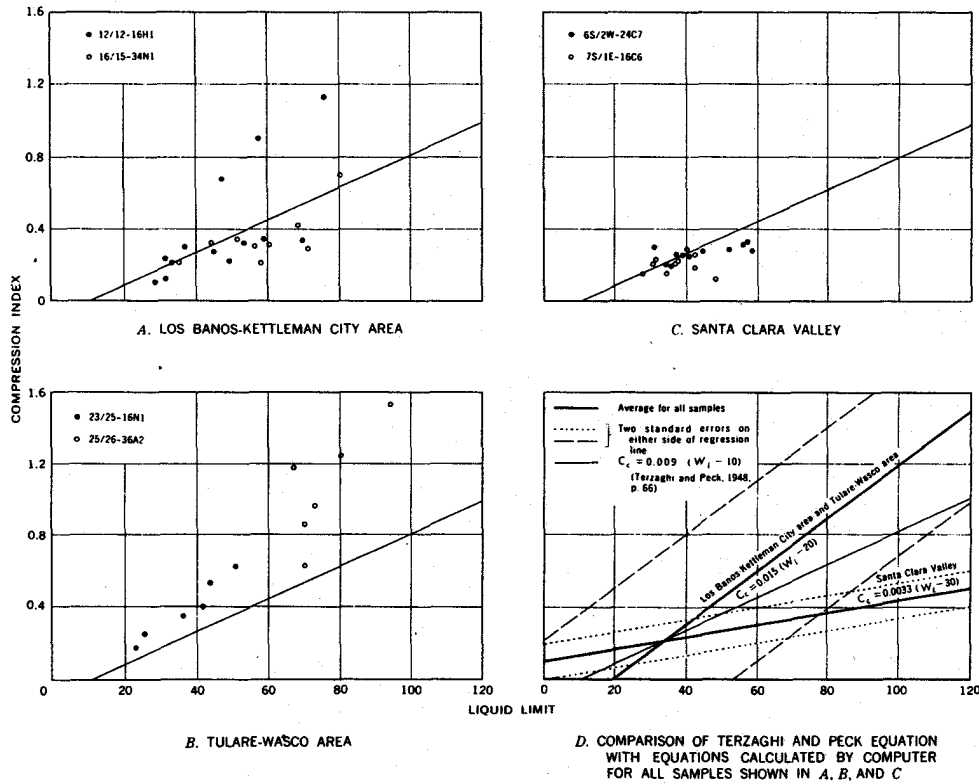 1.6
1.2
0.8
0.4
0
12/12-16H1
16/15-34N1
A. LOS BANOS-KETTLEMAN CITY AREA
6S/2W-24C7
7S/1E-16C6
C. SANTA CLARA VALLEY
COMPRESSION INDEX
1.6
1.2
0.8
0.4
0 20 40 60 80 100 120
23/25-16N1
25/26-36A2
B. TULARE-WASCO AREA
LIQUID LIMIT
Average for all samples
Two standard errors on
either side of regression
line
Cc = 0.009 (Wl - 10)
(Terzaghi and Peck, 1948,
p. 66)
Los Banos Kettleman City area and Tulare-Wasco area
Cc = 0.015 (Wl - 20)
Santa Clara Valley
Cc = 0.0033 (Wl - 30)
0 20 40 60 80 100 120
D. COMPARISON OF TERZAGHI AND PECK EQUATION
WITH EQUATIONS CALCULATED BY COMPUTER
FOR ALL SAMPLES SHOWN IN A, B, AND C